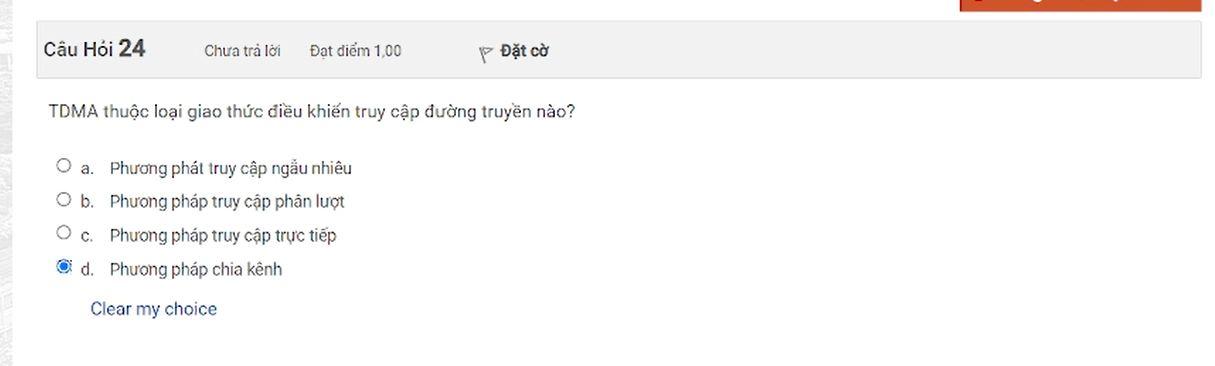 Câu Hỏi 24 Chưa trả lời Đạt điểm 1,00 Đặt cờ
TDMA thuộc loại giao thức điều khiển truy cập đường truyền nào?
a. Phương phát truy cập ngẫu nhiêu
b. Phương pháp truy cập phân lượt
c. Phương pháp truy cập trực tiếp
d. Phương pháp chia kênh
Clear my choice